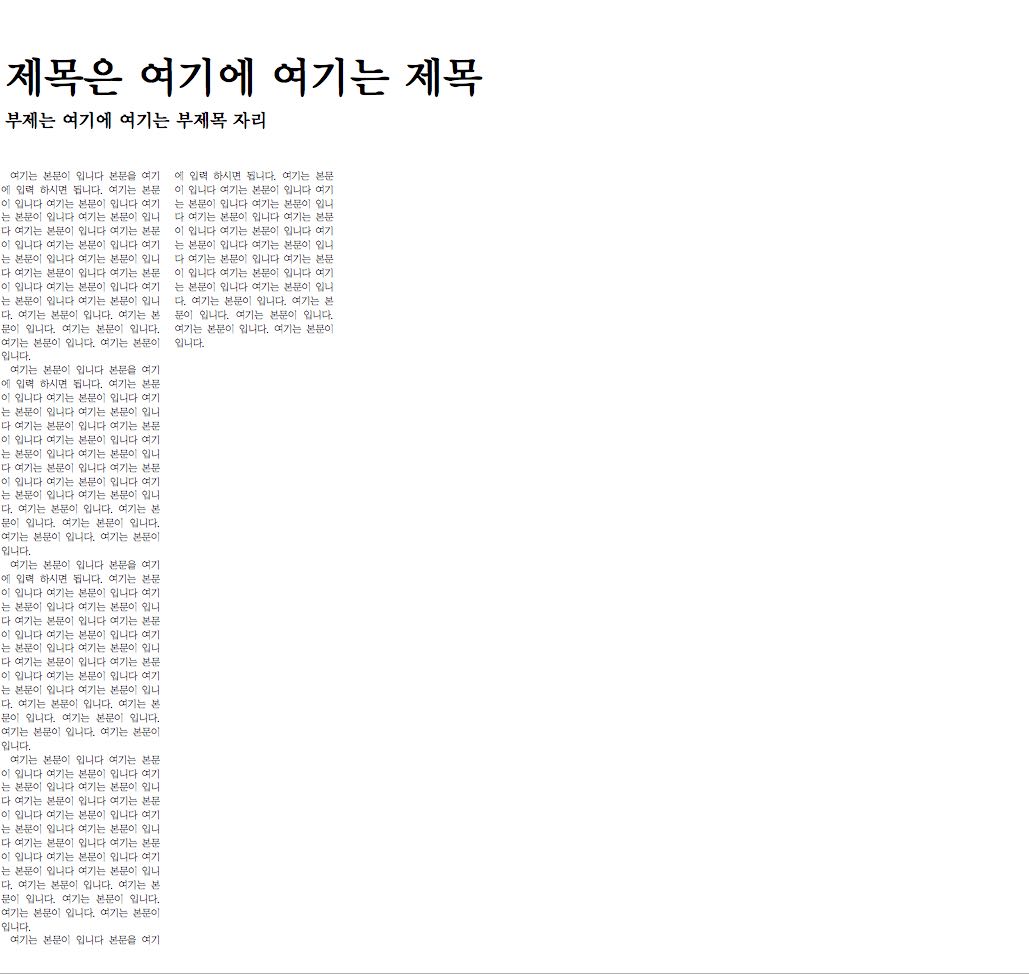 제목은 여기에 여기는 제목
부제는 여기에 여기는 부제목 자리
여기는 본문이 입니다 본문을 여기
에 입력 하시면 됩니다. 여기는 본문
이 입니다 여기는 본문이 입니다 여기
는 본문이 입니다 여기는 본문이 입니
다 여기는 본문이 입니다 여기는 본문
이 입니다 여기는 본문이 입니다 여기
는 본문이 입니다 여기는 본문이 입니
다 여기는 본문이 입니다 여기는 본문
이 입니다 여기는 본문이 입니다 여기
는 본문이 입니다 여기는 본문이 입니
다. 여기는 본문이 입니다. 여기는 본
문이 입니다. 여기는 본문이 입니다.
여기는 본문이 입니다. 여기는 본문이
입니다.
여기는 본문이 입니다 본문을 여기
에 입력 하시면 됩니다. 여기는 본문
이 입니다 여기는 본문이 입니다 여기
는 본문이 입니다 여기는 본문이 입니
다 여기는 본문이 입니다 여기는 본문
이 입니다 여기는 본문이 입니다 여기
는 본문이 입니다 여기는 본문이 입니
다 여기는 본문이 입니다 여기는 본문
이 입니다 여기는 본문이 입니다 여기
는 본문이 입니다 여기는 본문이 입니
다. 여기는 본문이 입니다. 여기는 본
문이 입니다. 여기는 본문이 입니다.
여기는 본문이 입니다. 여기는 본문이
입니다.
여기는 본문이 입니다 본문을 여기
에 입력 하시면 됩니다. 여기는 본문
이 입니다 여기는 본문이 입니다 여기
는 본문이 입니다 여기는 본문이 입니
다 여기는 본문이 입니다 여기는 본문
이 입니다 여기는 본문이 입니다 여기
는 본문이 입니다 여기는 본문이 입니
다 여기는 본문이 입니다 여기는 본문
이 입니다 여기는 본문이 입니다 여기
는 본문이 입니다 여기는 본문이 입니
다. 여기는 본문이 입니다. 여기는 본
문이 입니다. 여기는 본문이 입니다.
여기는 본문이 입니다. 여기는 본문이
입니다.
여기는 본문이 입니다 여기는 본문
이 입니다 여기는 본문이 입니다 여기
는 본문이 입니다 여기는 본문이 입니
다 여기는 본문이 입니다 여기는 본문
이 입니다 여기는 본문이 입니다 여기
는 본문이 입니다 여기는 본문이 입니
다 여기는 본문이 입니다 여기는 본문
이 입니다 여기는 본문이 입니다 여기
는 본문이 입니다 여기는 본문이 입니
다. 여기는 본문이 입니다. 여기는 본
문이 입니다. 여기는 본문이 입니다.
여기는 본문이 입니다. 여기는 본문이
입니다.
여기는 본문이 입니다 본문을 여기
에 입력 하시면 됩니다. 여기는 본문
이 입니다 여기는 본문이 입니다 여기
는 본문이 입니다 여기는 본문이 입니
다 여기는 본문이 입니다 여기는 본문
이 입니다 여기는 본문이 입니다 여기
는 본문이 입니다 여기는 본문이 입니
다 여기는 본문이 입니다 여기는 본문
이 입니다 여기는 본문이 입니다 여기
는 본문이 입니다 여기는 본문이 입니
다. 여기는 본문이 입니다. 여기는 본
문이 입니다. 여기는 본문이 입니다.
여기는 본문이 입니다. 여기는 본문이
입니다.